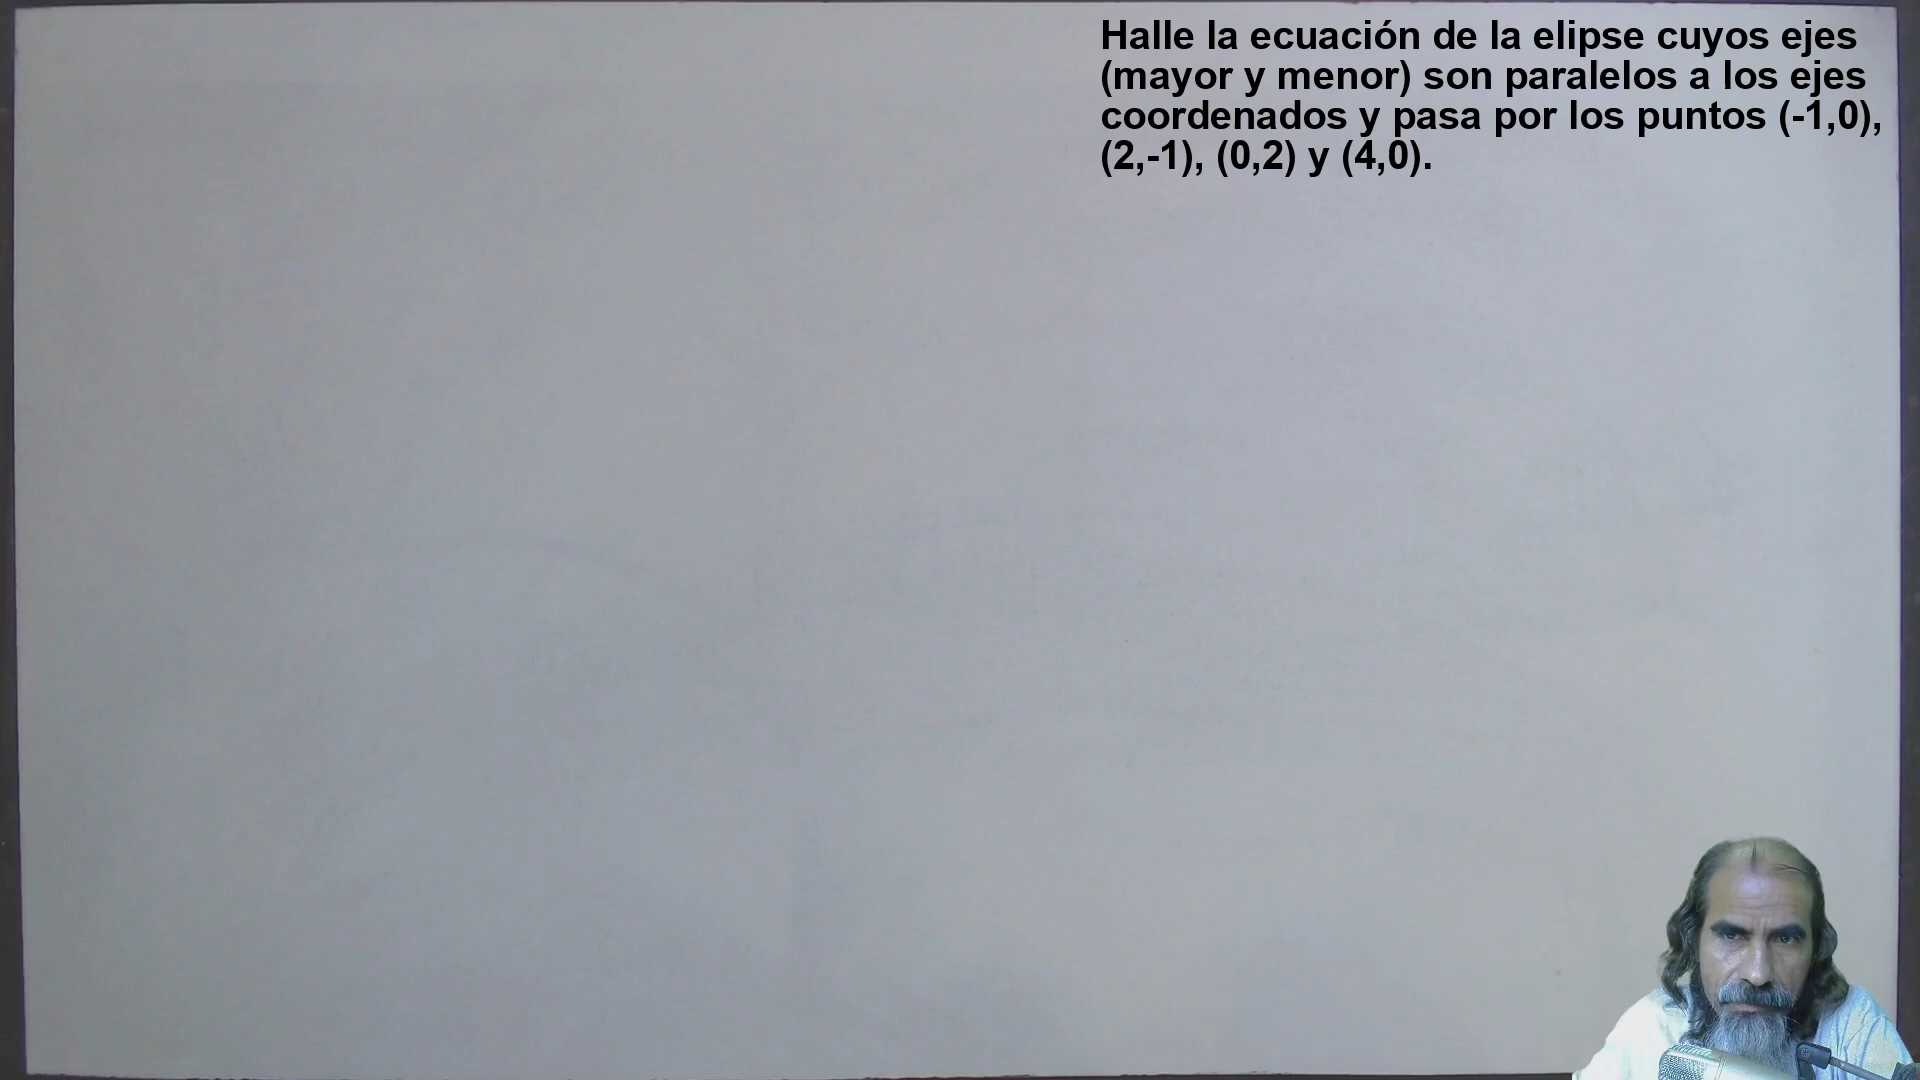 Halle la ecuación de la elipse cuyos ejes
(mayor y menor) son paralelos a los ejes
coordenados y pasa por los puntos (-1,0),
(2,-1), (0,2) y (4,0).